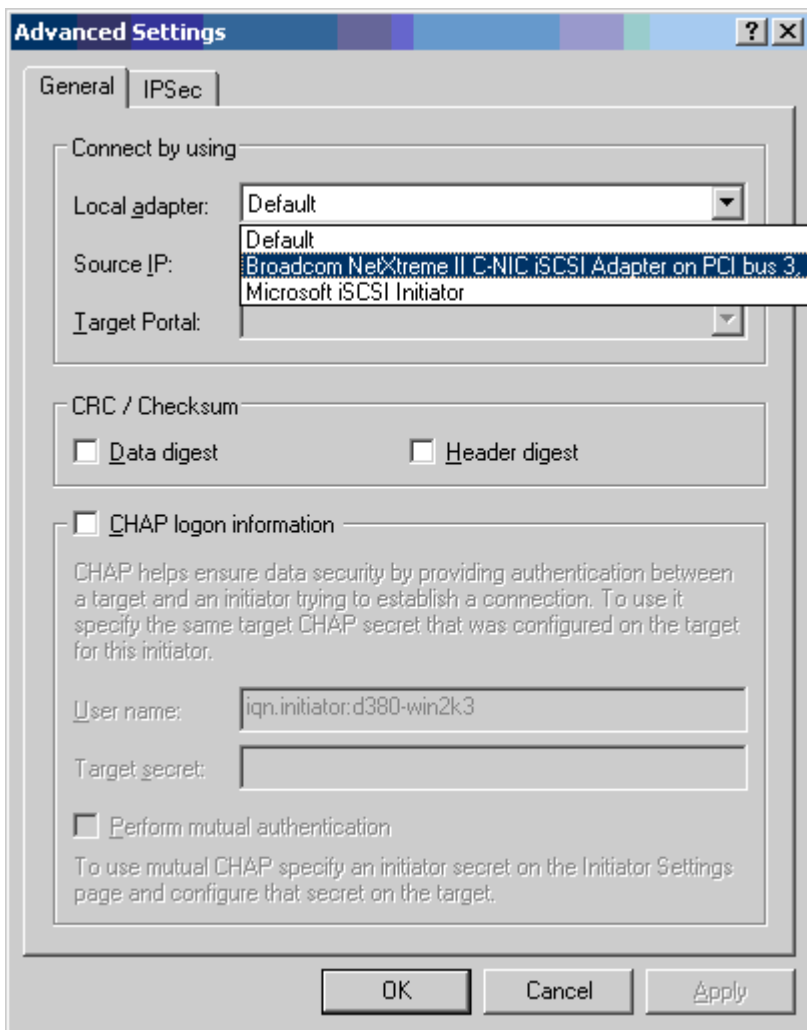 Advanced Settings
General IPSec
Connect by using
Local adapter: Default
Default
Source IP: Broadcom NetXtreme II C-NIC iSCSI Adapter on PCI bus 3,
Microsoft iSCSI Initiator
Target Portal:
CRC / Checksum
Data digest Header digest
CHAP logon information
CHAP helps ensure data security by providing authentication between
a target and an initiator trying to establish a connection. To use it
specify the same target CHAP secret that was configured on the target
for this initiator.
User name: iqn.initiator:d380-win2k3
Target secret:
Perform mutual authentication
To use mutual CHAP specify an initiator secret on the Initiator Settings
page and configure that secret on the target.
OK Cancel Apply